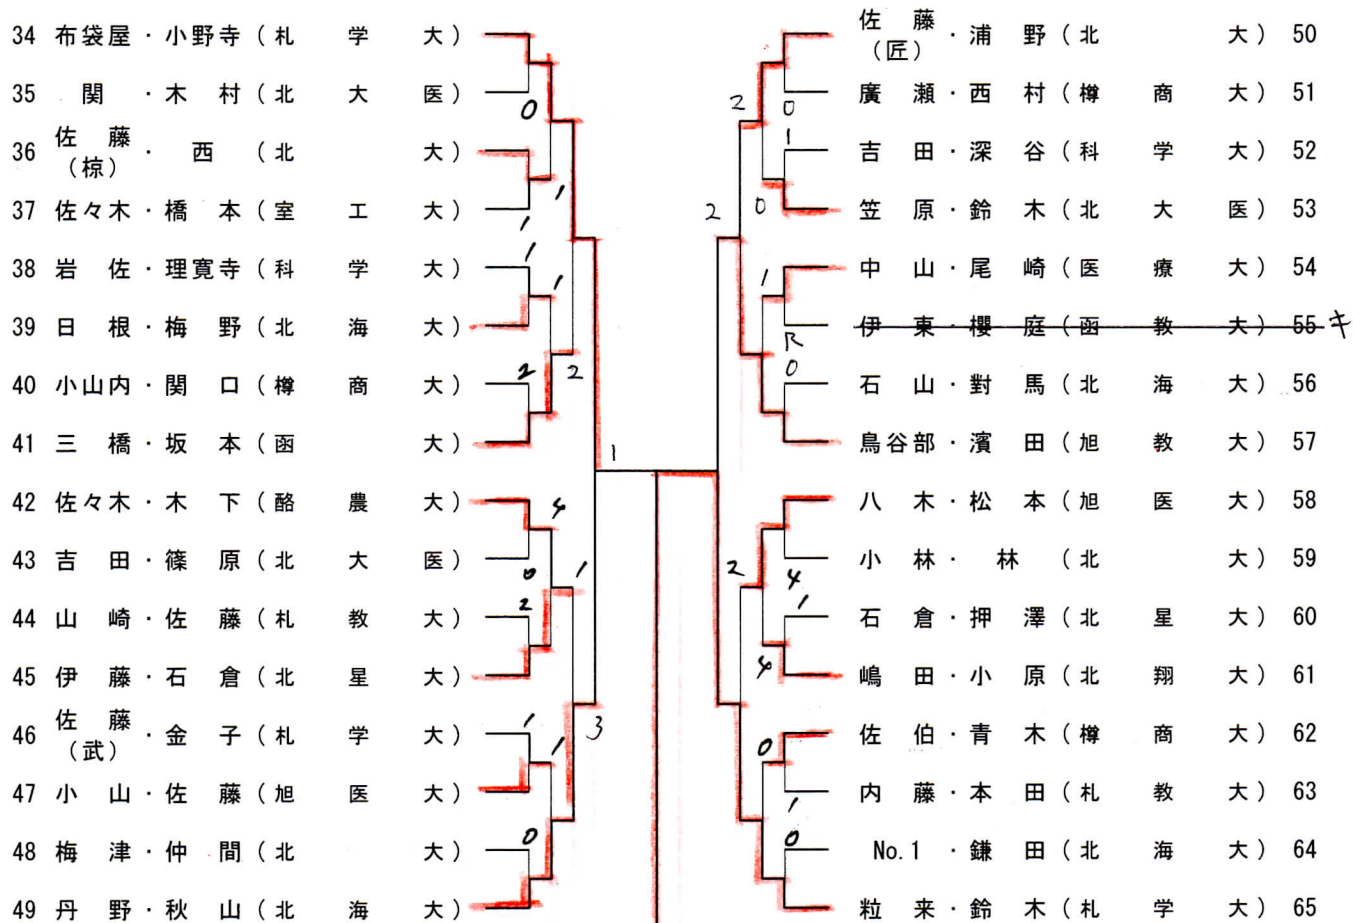 34 布袋屋・小野寺（札学大）
35 関・木村（北大医）
0
36 佐藤（椋）・西（北大）
1
37 佐々木・橋本（室工大）
1
38 岩佐・理寛寺（科学大）
1
1
39 日根・梅野（北海大）
40 小山内・関口（樽商大）
2
2
41 三橋・坂本（函大）
1
42 佐々木・木下（酪農大）
4
43 吉田・篠原（北大医）
0
1
44 山崎・佐藤（札教大）
2
45 伊藤・石倉（北星大）
46 佐藤（武）・金子（札学大）
1
1
3
47 小山・佐藤（旭医大）
48 梅津・仲間（北大）
0
49 丹野・秋山（北海大）
佐藤（匠）・浦野（北大）50
2
0
廣瀬・西村（樽商大）51
1
吉田・深谷（科学大）52
2
0
笠原・鈴木（北大医）53
1
中山・尾崎（医療大）54
伊東・櫻庭（函教大）55 キ
R
0
石山・對馬（北海大）56
鳥谷部・濱田（旭教大）57
八木・松本（旭医大）58
小林・林（北大）59
2
4
1
石倉・押澤（北星大）60
4
嶋田・小原（北翔大）61
0
佐伯・青木（樽商大）62
内藤・本田（札教大）63
1
0
No.1・鎌田（北海大）64
粒来・鈴木（札学大）65